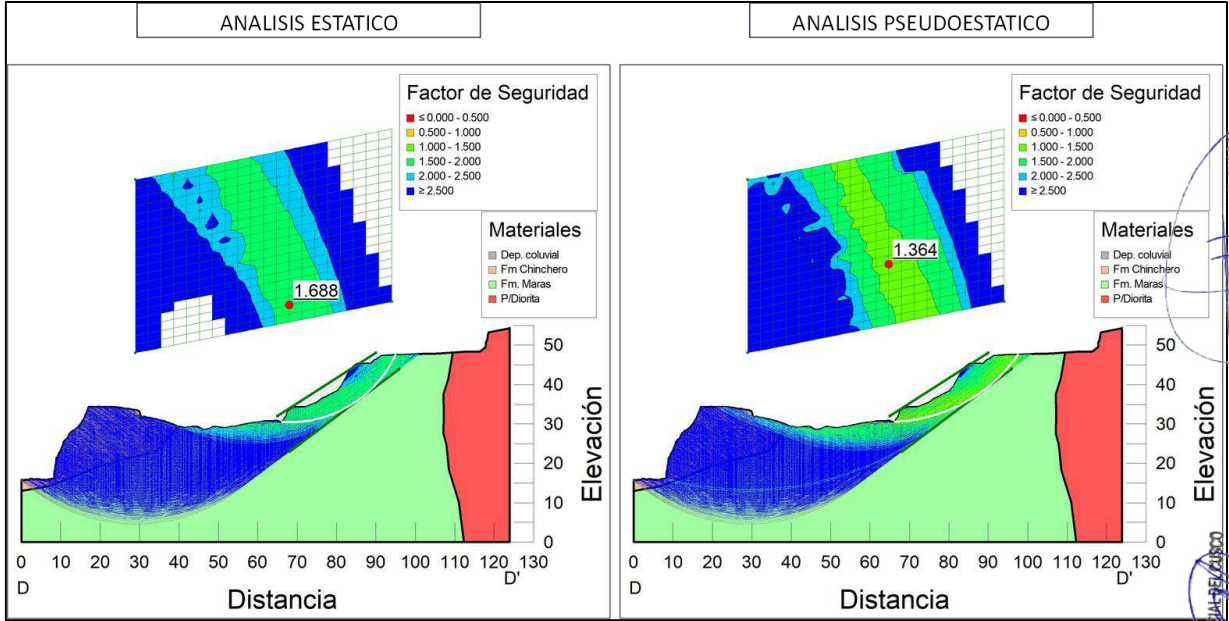 ANALISIS ESTATICO
Factor de Seguridad
≤ 0.000 - 0.500
0.500 - 1.000
1.000 - 1.500
1.500 - 2.000
2.000 - 2.500
≥ 2.500
Materiales
Dep. coluvial
Fm Chinchero
Fm. Maras
P/Diorita
1.688
50
40
30
20
10
0
Elevación
0 10 20 30 40 50 60 70 80 90 100 110 120 130
D D'
Distancia
ANALISIS PSEUDOESTATICO
Factor de Seguridad
≤ 0.000 - 0.500
0.500 - 1.000
1.000 - 1.500
1.500 - 2.000
2.000 - 2.500
≥ 2.500
Materiales
Dep. coluvial
Fm Chinchero
Fm. Maras
P/Diorita
1.364
50
40
30
20
10
0
Elevación
0 10 20 30 40 50 60 70 80 90 100 110 120 130
D D'
Distancia
DEL CUSCO